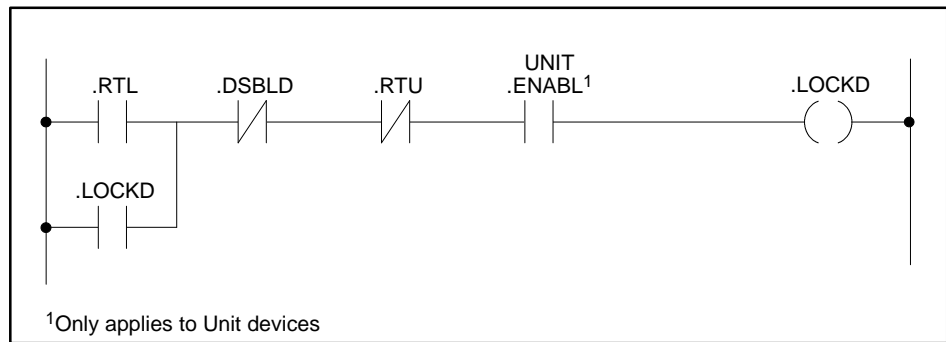 UNIT
.RTL .DSBLD .RTU .ENABL¹ .LOCKD
.LOCKD
¹Only applies to Unit devices